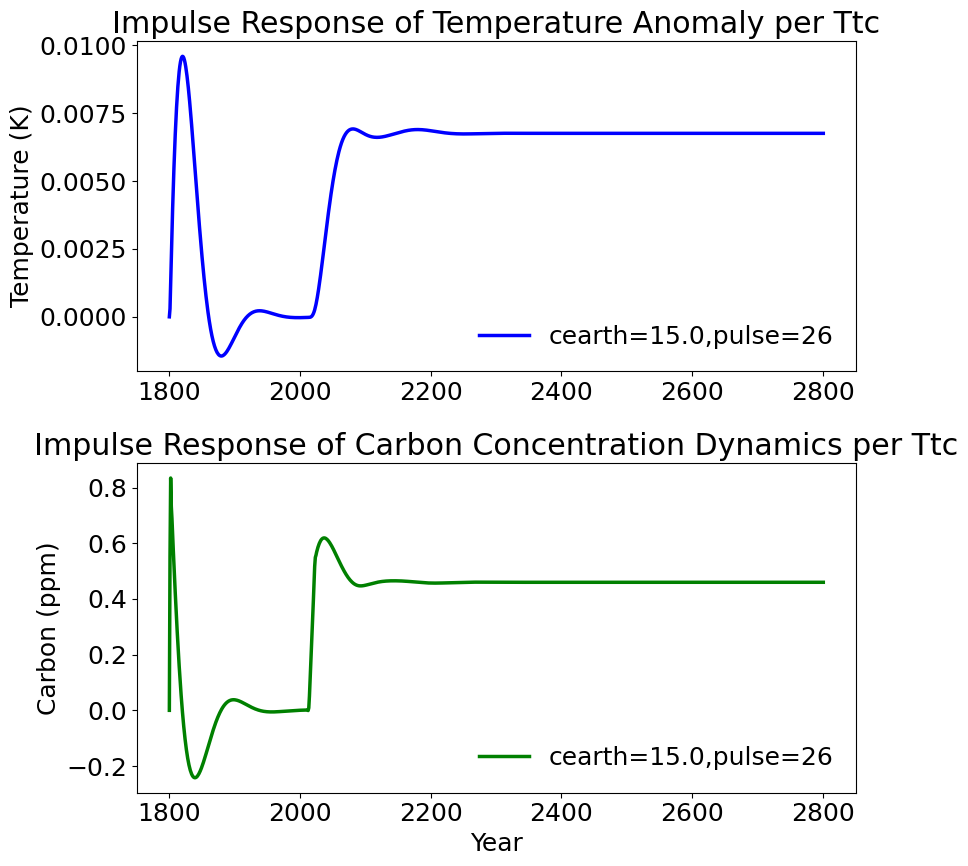 Impulse Response of Temperature Anomaly per Ttc
Temperature (K)
0.0100
0.0075
0.0050
0.0025
0.0000
cearth=15.0,pulse=26
1800 2000 2200 2400 2600 2800
Impulse Response of Carbon Concentration Dynamics per Ttc
Carbon (ppm)
0.8
0.6
0.4
0.2
0.0
−0.2
cearth=15.0,pulse=26
1800 2000 2200 2400 2600 2800
Year